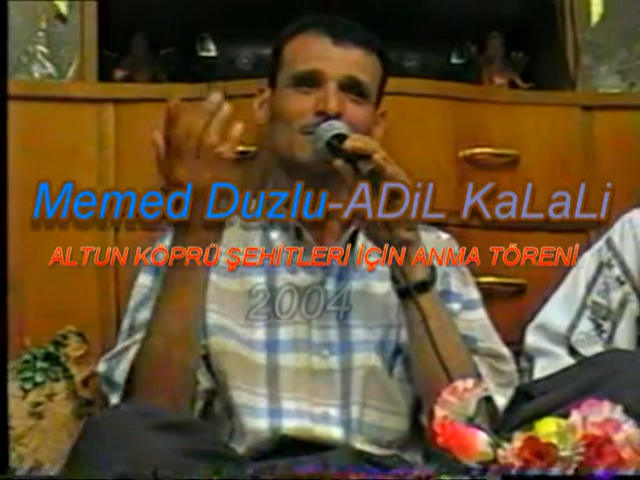 Memed Duzlu-ADiL KaLaLi
ALTUN KÖPRÜ ŞEHİTLERİ İÇİN ANMA TÖRENİ
2004